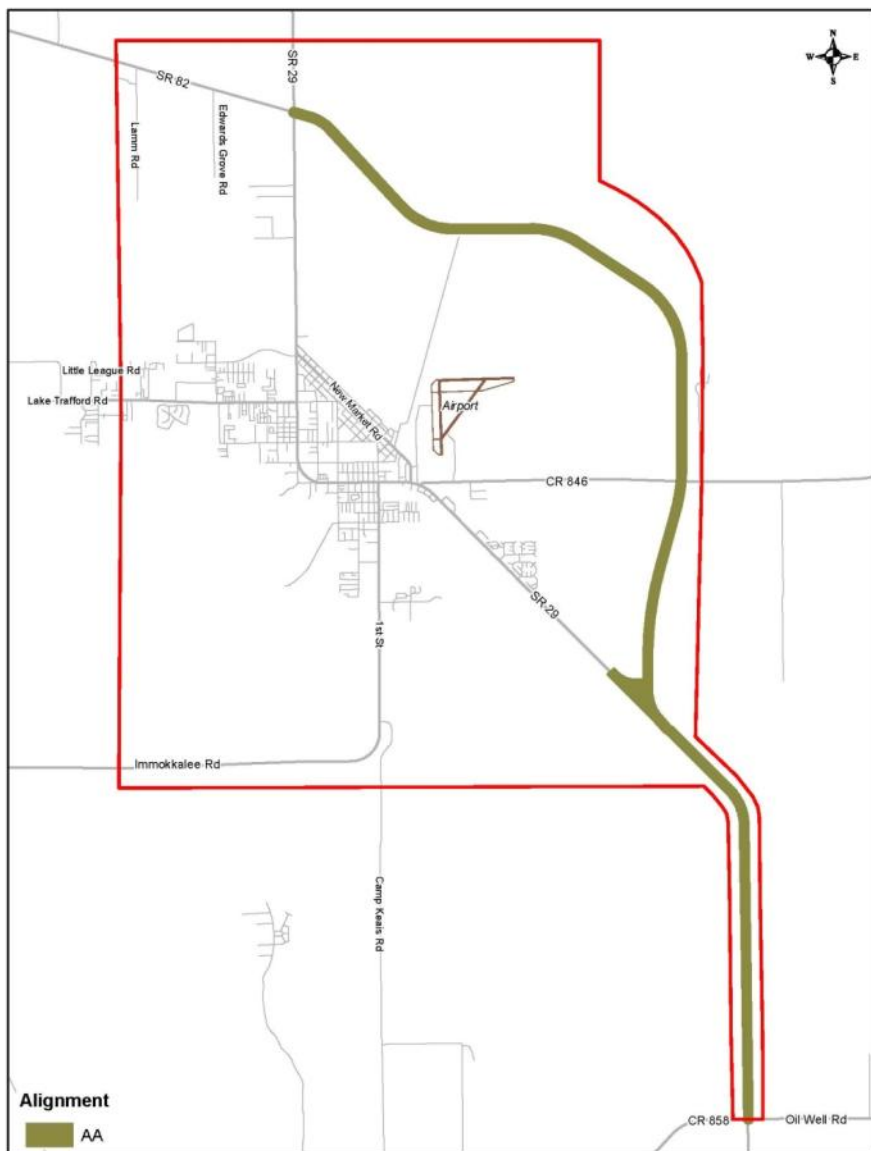 N
W E
S
SR 82
SR 29
Lamm Rd
Edwards Grove Rd
Little League Rd
Lake Trafford Rd
New Market Rd
Airport
CR 846
SR 29
1st St
Immokkalee Rd
Camp Keais Rd
CR 858
Oil Well Rd
Alignment
AA